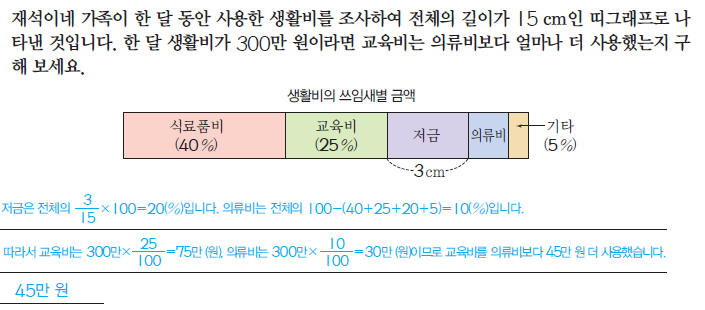 재석이네 가족이 한 달 동안 사용한 생활비를 조사하여 전체의 길이가 15 cm인 띠그래프로 나
타낸 것입니다. 한 달 생활비가 300만 원이라면 교육비는 의류비보다 얼마나 더 사용했는지 구
해 보세요.
생활비의 쓰임새별 금액
식료품비 교육비 저금 의류비 기타
(40%) (25%) (5%)
3 cm
저금은 전체의 3/15×100=20(%)입니다. 의류비는 전체의 100-(40+25+20+5)=10(%)입니다.
따라서 교육비는 300만×25/100=75만 (원), 의류비는 300만×10/100=30만 (원)이므로 교육비를 의류비보다 45만 원 더 사용했습니다.
45만 원